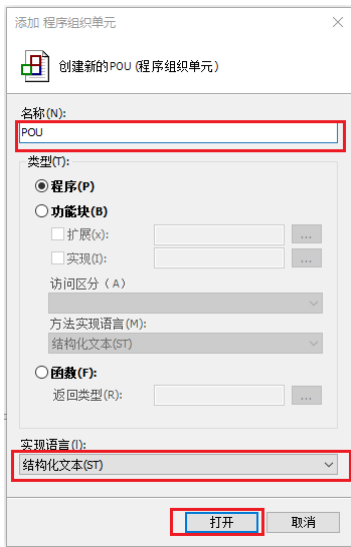 添加 程序组织单元
创建新的POU (程序组织单元)
名称(N):
POU
类型(T):
程序(P)
功能块(B)
扩展(x):
...
实现(I):
...
访问区分（A）
方法实现语言(M):
结构化文本(ST)
函数(F):
返回类型(R):
...
实现语言(I):
结构化文本(ST)
打开 取消